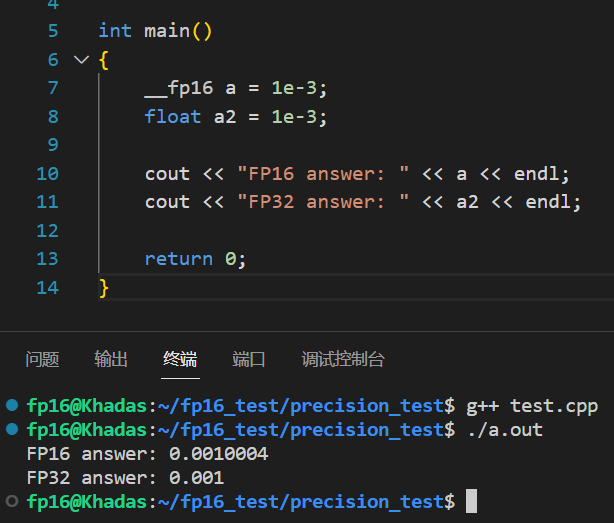 4
5 int main()
6 {
7 __fp16 a = 1e-3;
8 float a2 = 1e-3;
9
10 cout << "FP16 answer: " << a << endl;
11 cout << "FP32 answer: " << a2 << endl;
12
13 return 0;
14 }
问题 输出 终端 端口 调试控制台
fp16@Khadas:~/fp16_test/precision_test$ g++ test.cpp
fp16@Khadas:~/fp16_test/precision_test$ ./a.out
FP16 answer: 0.0010004
FP32 answer: 0.001
fp16@Khadas:~/fp16_test/precision_test$